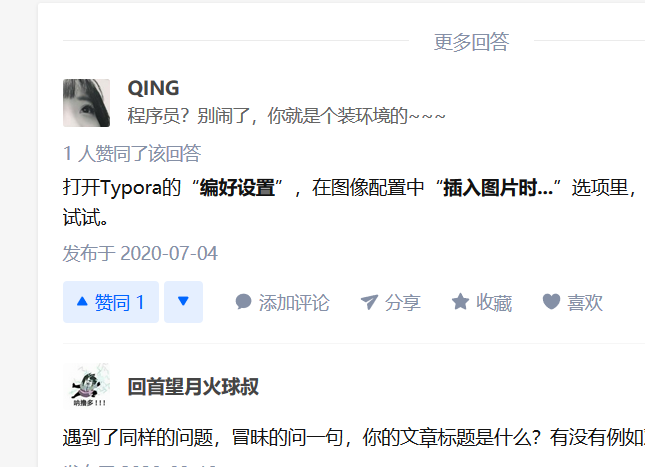 更多回答
QING
程序员？别闹了，你就是个装环境的~~~
1 人赞同了该回答
打开Typora的“编好设置”，在图像配置中“插入图片时...”选项里，
试试。
发布于 2020-07-04
赞同 1 添加评论 分享 收藏 喜欢
回首望月火球叔
遇到了同样的问题，冒昧的问一句，你的文章标题是什么？有没有例如